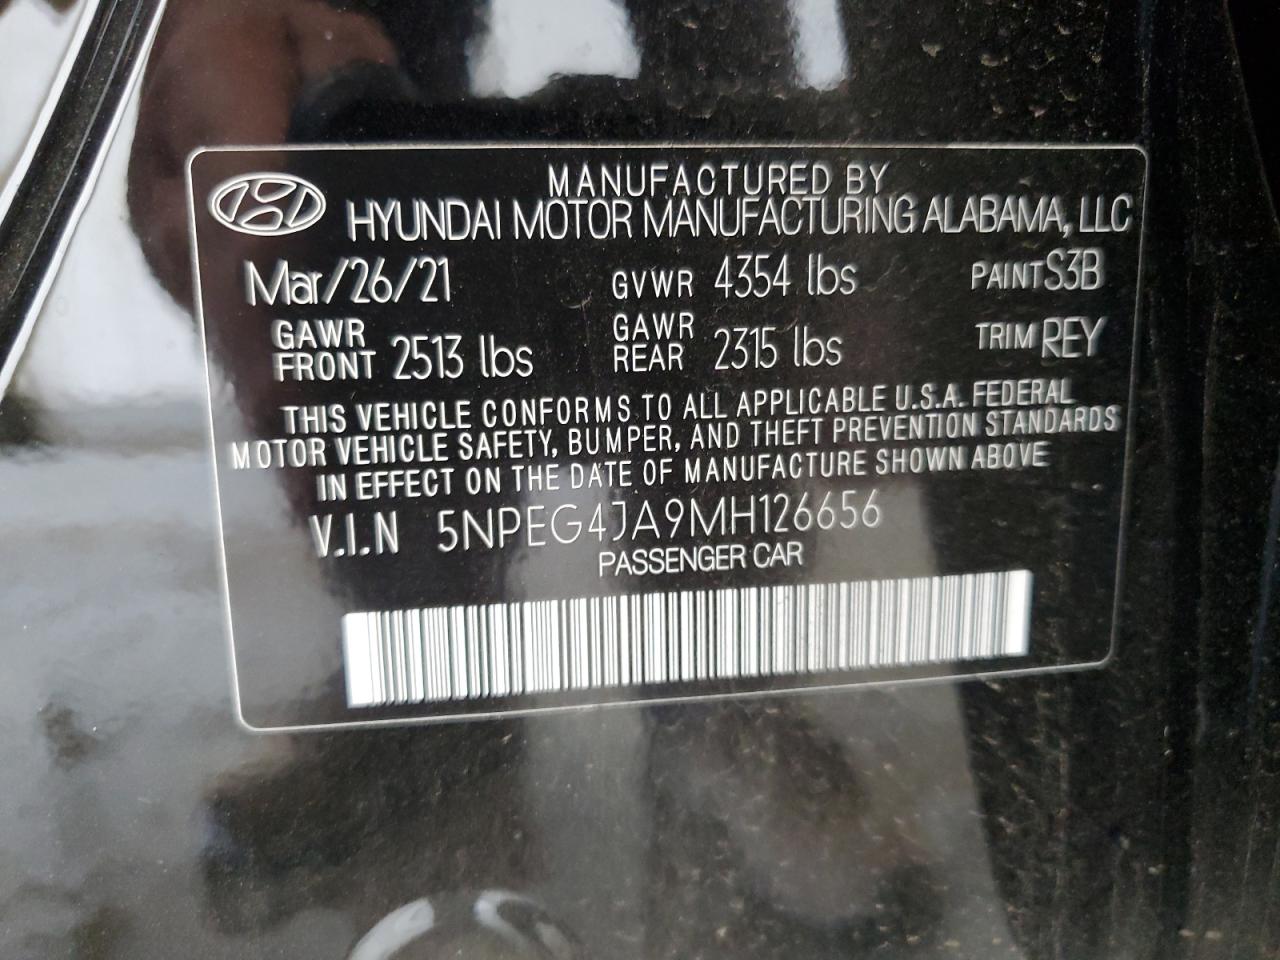 MANUFACTURED BY
HYUNDAI MOTOR MANUFACTURING ALABAMA, LLC
Mar/26/21 GVWR 4354 lbs PAINT S3B
GAWR FRONT 2513 lbs GAWR REAR 2315 lbs TRIM REY
THIS VEHICLE CONFORMS TO ALL APPLICABLE U.S.A. FEDERAL
MOTOR VEHICLE SAFETY, BUMPER, AND THEFT PREVENTION STANDARDS
IN EFFECT ON THE DATE OF MANUFACTURE SHOWN ABOVE
V.I.N 5NPEG4JA9MH126656
PASSENGER CAR